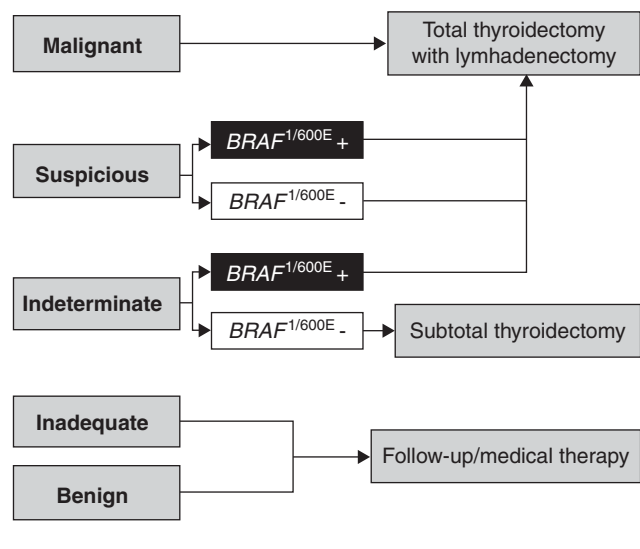 Malignant
Total thyroidectomy
with lymhadenectomy
Suspicious
BRAF1/600E +
BRAF1/600E -
Indeterminate
BRAF1/600E +
BRAF1/600E -
Subtotal thyroidectomy
Inadequate
Benign
Follow-up/medical therapy